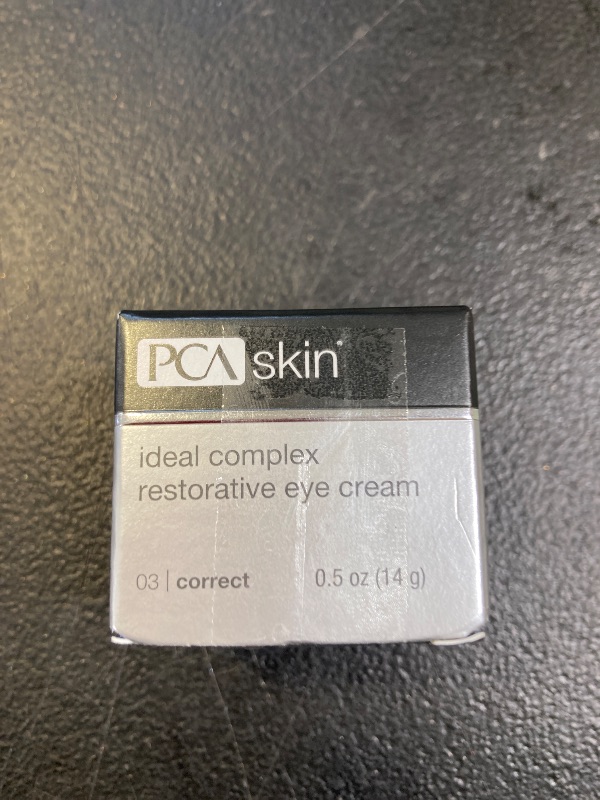 PCA skin®
ideal complex
restorative eye cream
03 | correct 0.5 oz (14 g)